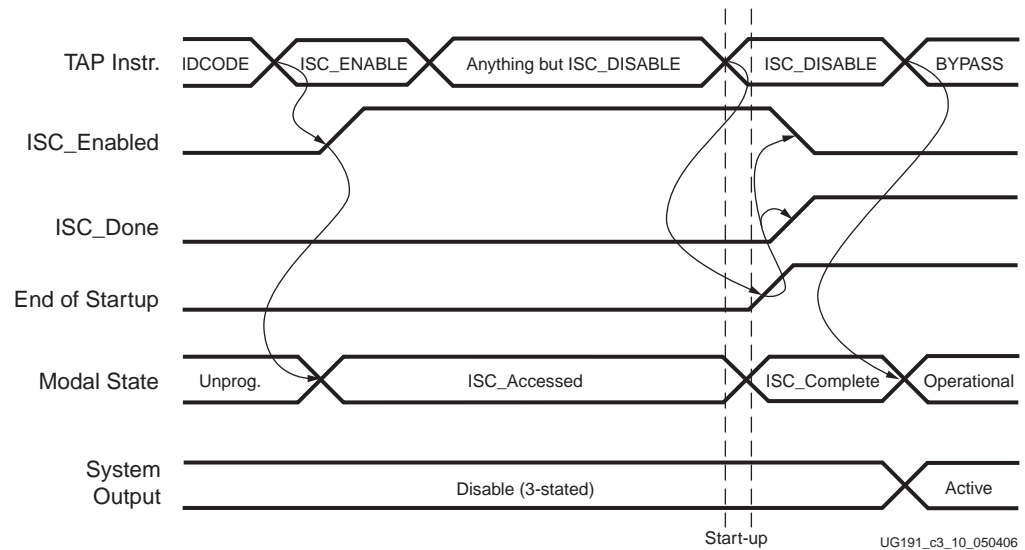 TAP Instr.
IDCODE
ISC_ENABLE
Anything but ISC_DISABLE
ISC_DISABLE
BYPASS
ISC_Enabled
ISC_Done
End of Startup
Modal State
Unprog.
ISC_Accessed
ISC_Complete
Operational
System
Output
Disable (3-stated)
Active
Start-up
UG191_c3_10_050406